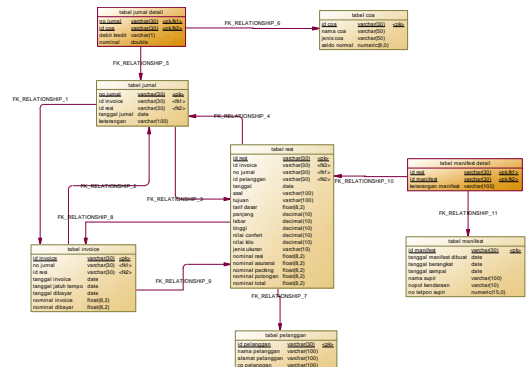 tabel jurnal detail
no jurnal varchar(30) <pk,fk1>
id coa varchar(30) <pk,fk2>
debit kredit varchar(1)
nominal double
FK_RELATIONSHIP_6
tabel coa
id coa varchar(30) <pk>
nama coa varchar(50)
jenis coa varchar(50)
saldo normal numeric(8,0)
FK_RELATIONSHIP_5
tabel jurnal
no jurnal varchar(30) <pk>
id invoice varchar(30) <fk1>
id resi varchar(30) <fk2>
tanggal jurnal date
keterangan varchar(100)
FK_RELATIONSHIP_1
FK_RELATIONSHIP_4
tabel resi
id resi varchar(30) <pk>
id invoice varchar(30) <fk3>
no jurnal varchar(30) <fk1>
id pelanggan varchar(30) <fk2>
tanggal date
asal varchar(100)
tujuan varchar(100)
tarif dasar float(8,2)
panjang decimal(10)
lebar decimal(10)
tinggi decimal(10)
nilai confert decimal(10)
nilai kilo decimal(10)
jenis ukuran varchar(10)
nominal resi float(8,2)
nominal asuransi float(8,2)
nominal packing float(8,2)
nominal potongan float(8,2)
nominal total float(8,2)
FK_RELATIONSHIP_10
tabel manifest detail
id resi varchar(30) <pk,fk1>
id manifest varchar(30) <pk,fk2>
keterangan manifest varchar(100)
FK_RELATIONSHIP_2
FK_RELATIONSHIP_3
FK_RELATIONSHIP_8
FK_RELATIONSHIP_11
tabel invoice
id invoice varchar(30) <pk>
no jurnal varchar(30) <fk1>
id resi varchar(30) <fk2>
tanggal invoice date
tanggal jatuh tempo date
tanggal dibayar date
nominal invoice float(8,2)
nominal dibayar float(8,2)
FK_RELATIONSHIP_9
tabel manifest
id manifest varchar(30) <pk>
tanggal manifest dibuat date
tanggal berangkat date
tanggal sampai date
nama supir varchar(100)
nopol kendaraan varchar(10)
no telpon supir numeric(15,0)
FK_RELATIONSHIP_7
tabel pelanggan
id pelanggan varchar(30) <pk>
nama pelanggan varchar(100)
alamat pelanggan varchar(100)
cp pelanggan varchar(100)